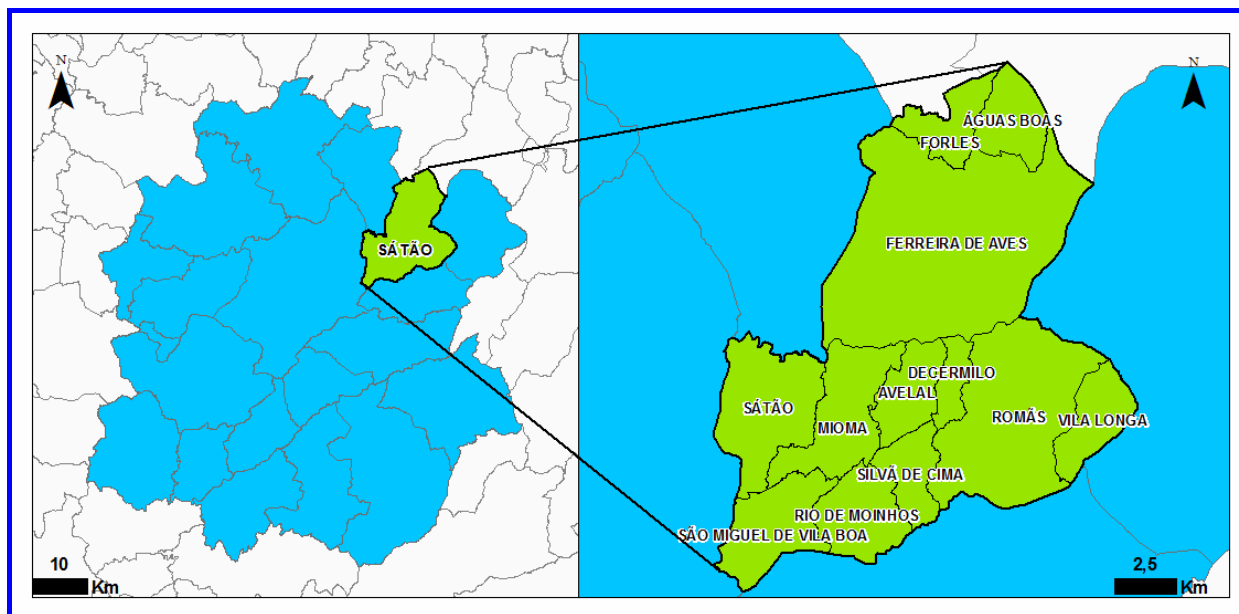 N
SÁTÃO
10
Km
N
ÁGUAS BOAS
FORLES
FERREIRA DE AVES
DECERMILO
AVELAL
SÁTÃO
ROMÃS
VILA LONGA
MIOMA
SILVÃ DE CIMA
RIO DE MOINHOS
SÃO MIGUEL DE VILA BOA
2,5
Km